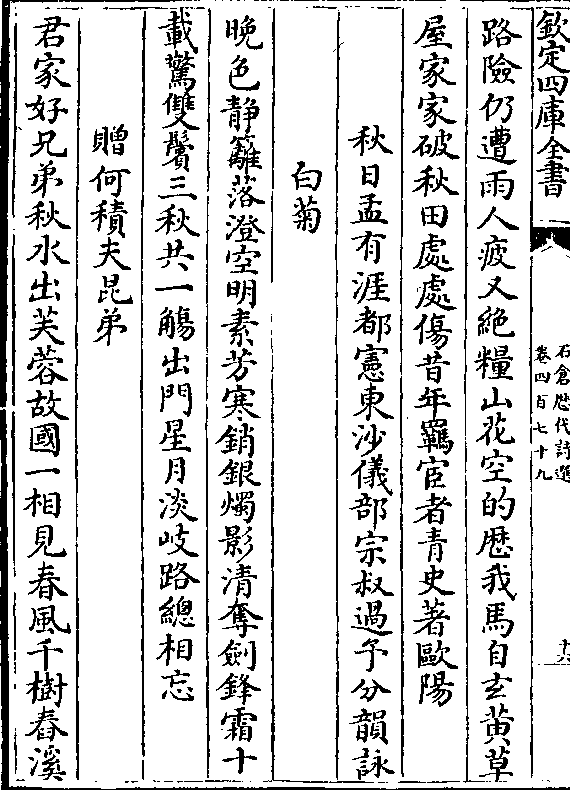 欽定四庫全書
石倉歴代詩選
卷四百七十九
十六
路險仍遭雨人疲又絶糧山花空的歴我馬自玄黄草
屋家家破秋田處處傷昔年羈宦者青史著歐陽
秋日孟有涯都憲東沙儀部宗叔過予分韻詠
白菊
晚色静籬落澄空明素芳寒銷銀燭影清奪劍鋒霜十
載驚雙鬢三秋共一觴出門星月淡岐路總相忘
贈何積夫昆弟
君家好兄弟秋水出芙蓉故國一相見春風千樹舂溪